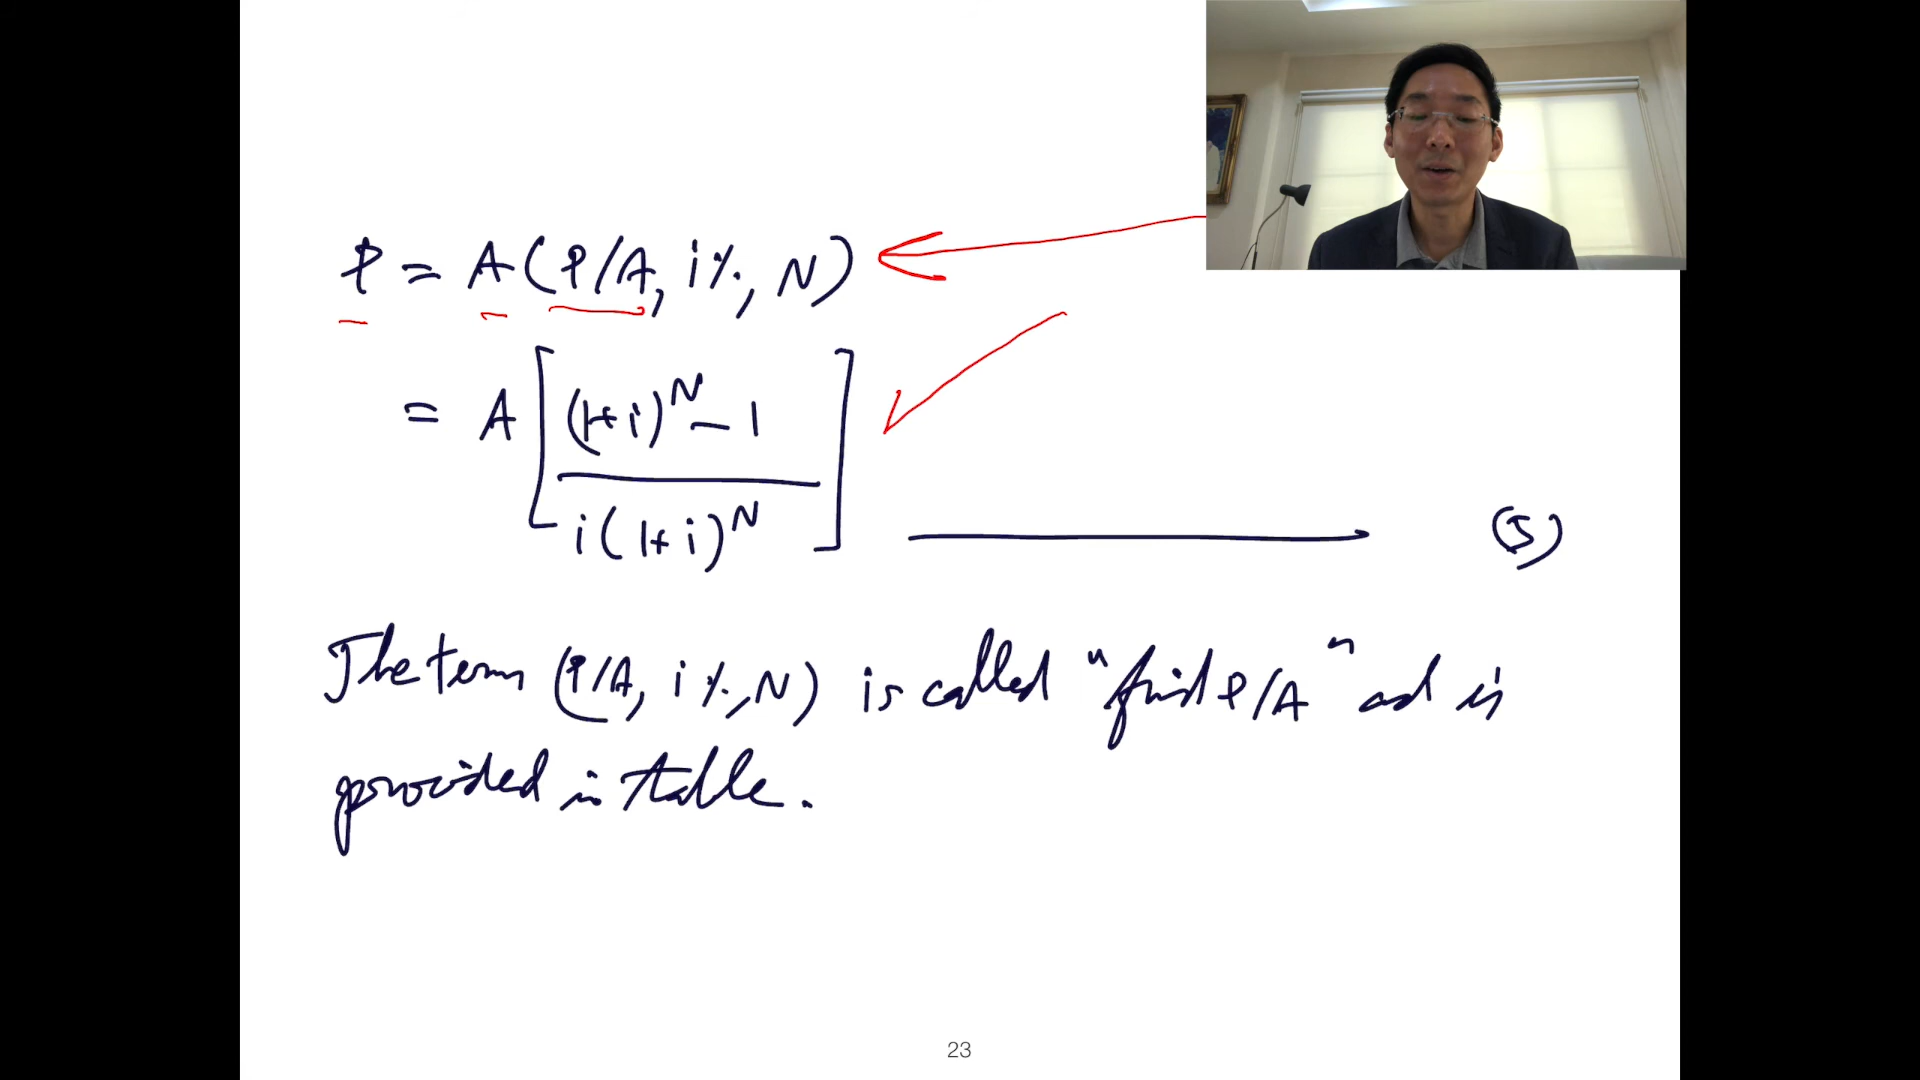 P = A(P/A, i%, N)
= A[((1+i)^N - 1)/(i(1+i)^N)] (5)
The term (P/A, i%, N) is called "find P/A" and is
provided in table.
23